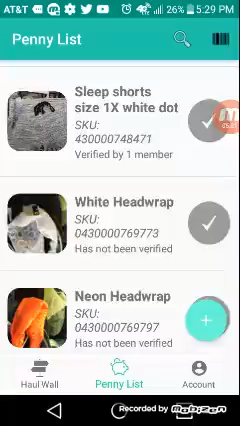 AT&T 26% 5:29 PM
Penny List
Sleep shorts
size 1X white dot
SKU:
430000748471
Verified by 1 member
White Headwrap
SKU:
0430000769773
Has not been verified
Neon Headwrap
SKU:
0430000769797
Has not been verified
Haul Wall Penny List Account
Recorded by mobizen